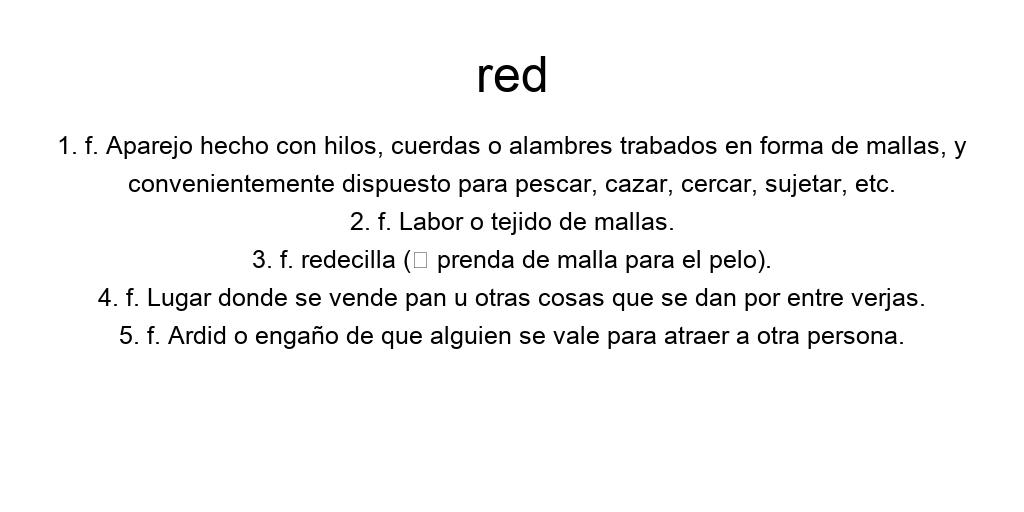 red
1. f. Aparejo hecho con hilos, cuerdas o alambres trabados en forma de mallas, y
convenientemente dispuesto para pescar, cazar, cercar, sujetar, etc.
2. f. Labor o tejido de mallas.
3. f. redecilla (▯ prenda de malla para el pelo).
4. f. Lugar donde se vende pan u otras cosas que se dan por entre verjas.
5. f. Ardid o engaño de que alguien se vale para atraer a otra persona.